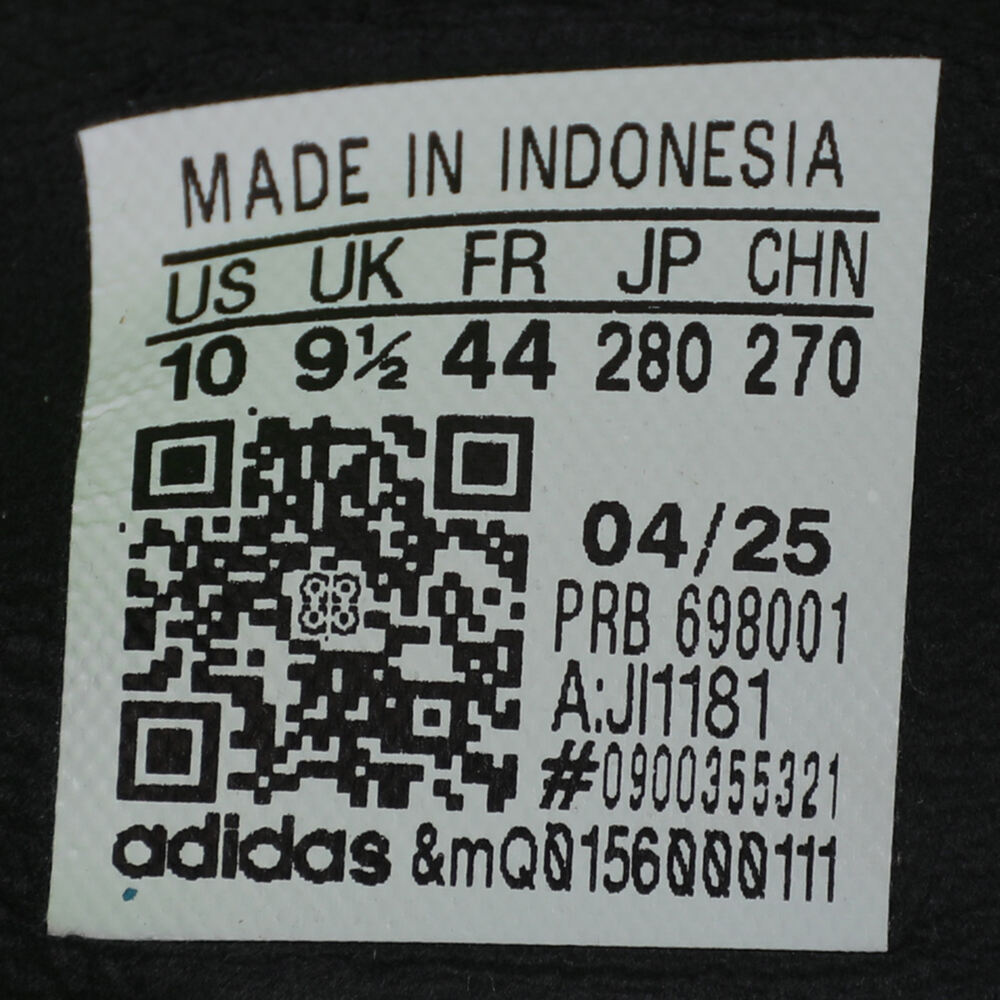 MADE IN INDONESIA
US UK FR JP CHN
10 9½ 44 280 270
04/25
PRB 698001
A:JI1181
#0900355321
adidas &mQ0156000111